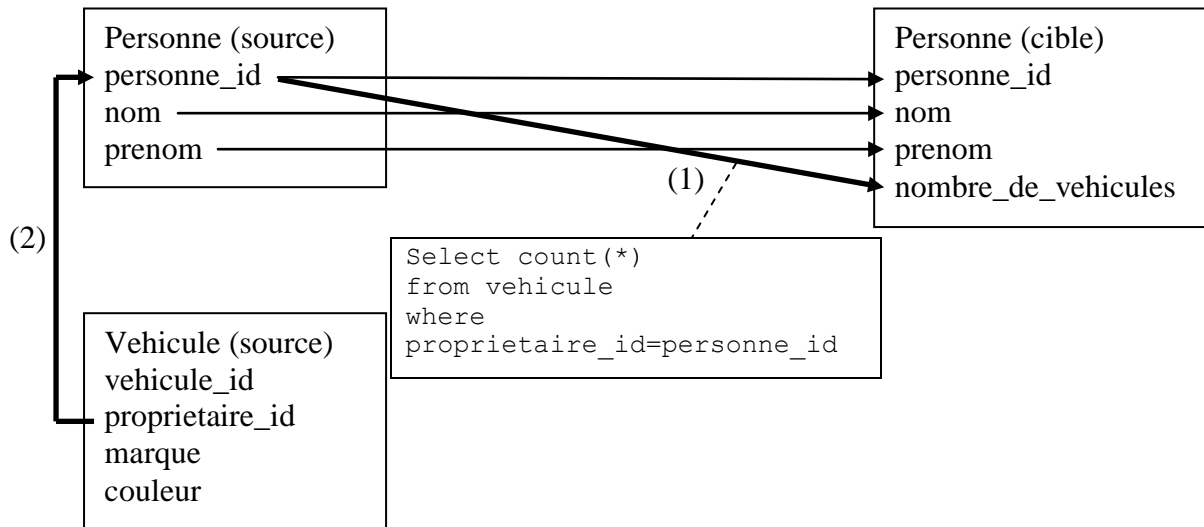 Personne (source)
personne_id
nom
prenom
Personne (cible)
personne_id
nom
prenom
nombre_de_vehicules
(1)
(2)
Select count(*)
from vehicule
where
proprietaire_id=personne_id
Vehicule (source)
vehicule_id
proprietaire_id
marque
couleur